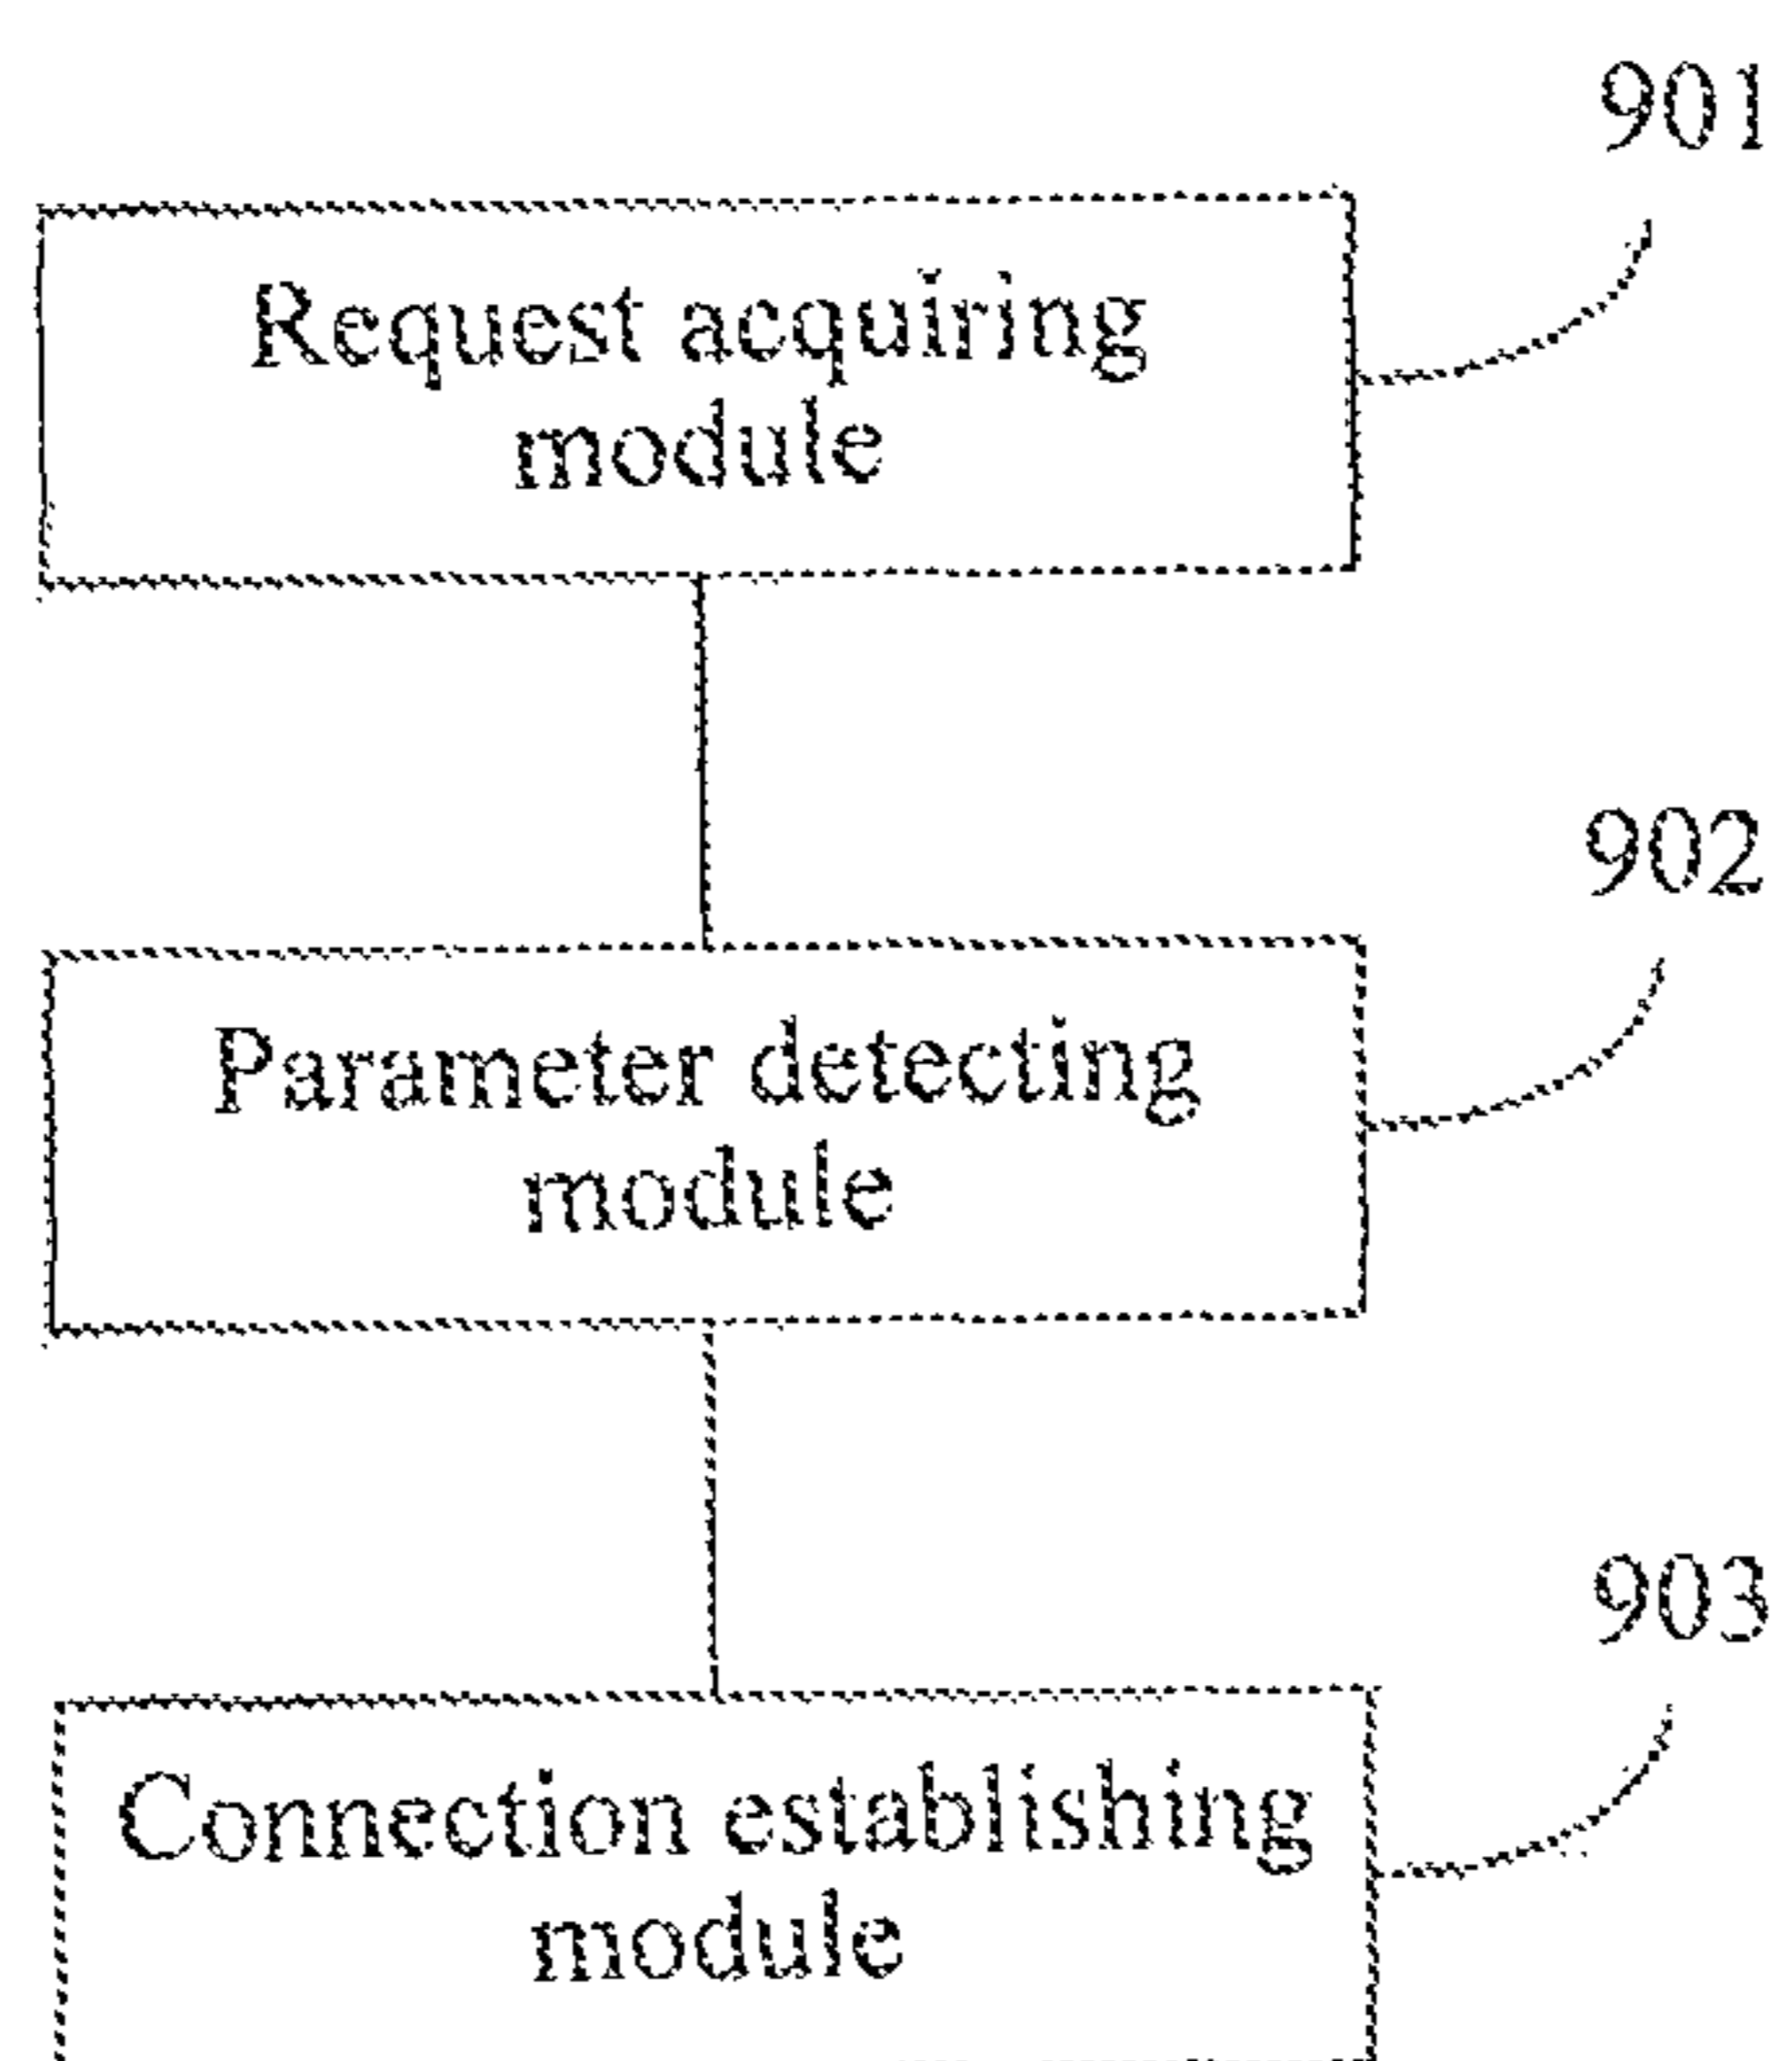 901
Request acquiring
module
902
Parameter detecting
module
903
Connection establishing
module